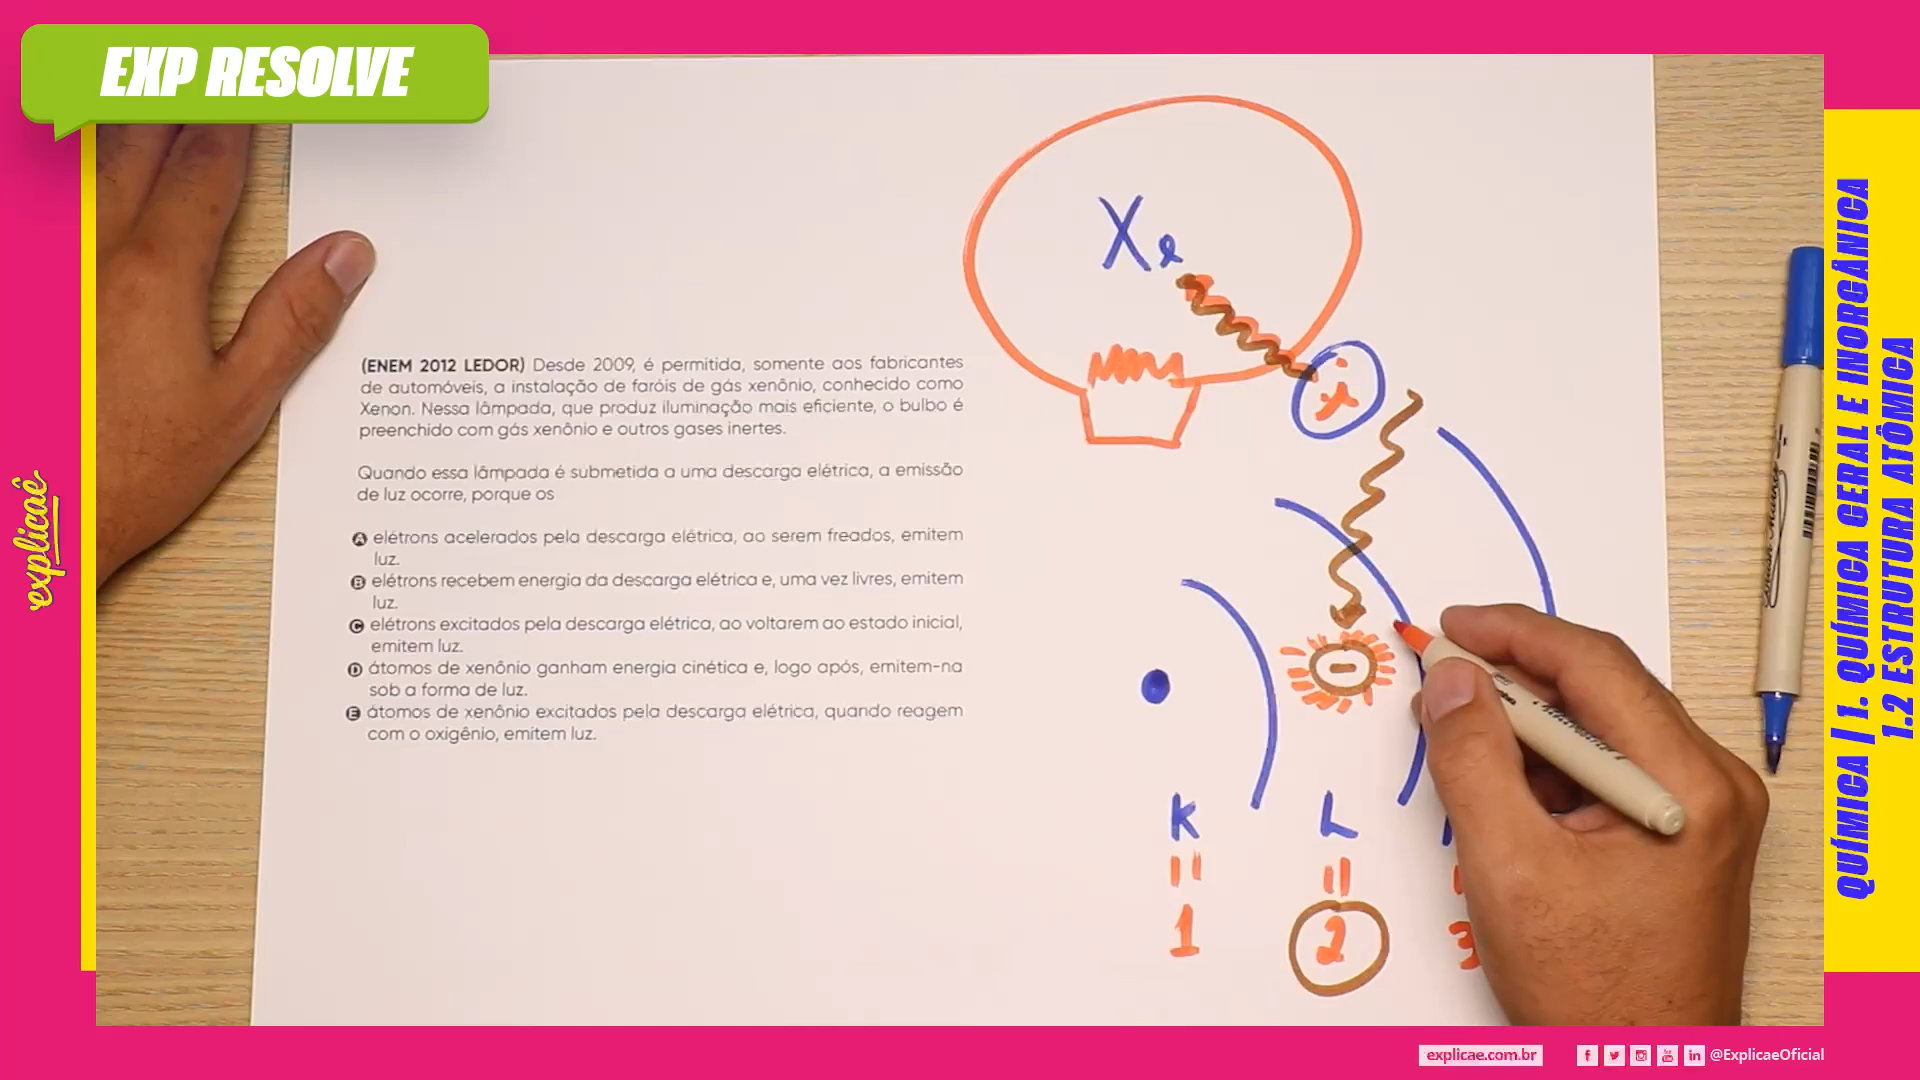 EXP RESOLVE
Xe
(ENEM 2012 LEDOR) Desde 2009, é permitida, somente aos fabricantes
de automóveis, a instalação de faróis de gás xenônio, conhecido como
Xenon. Nessa lâmpada, que produz iluminação mais eficiente, o bulbo é
preenchido com gás xenônio e outros gases inertes.
Quando essa lâmpada é submetida a uma descarga elétrica, a emissão
de luz ocorre, porque os
A elétrons acelerados pela descarga elétrica, ao serem freados, emitem
luz.
B elétrons recebem energia da descarga elétrica e, uma vez livres, emitem
luz.
C elétrons excitados pela descarga elétrica, ao voltarem ao estado inicial,
emitem luz.
D átomos de xenônio ganham energia cinética e, logo após, emitem-na
sob a forma de luz.
E átomos de xenônio excitados pela descarga elétrica, quando reagem
com o oxigênio, emitem luz.
K L
1 2 3
explicaê
QUÍMICA | 1. QUÍMICA GERAL E INORGÂNICA
1.2 ESTRUTURA ATÔMICA
explicae.com.br
@ExplicaeOficial